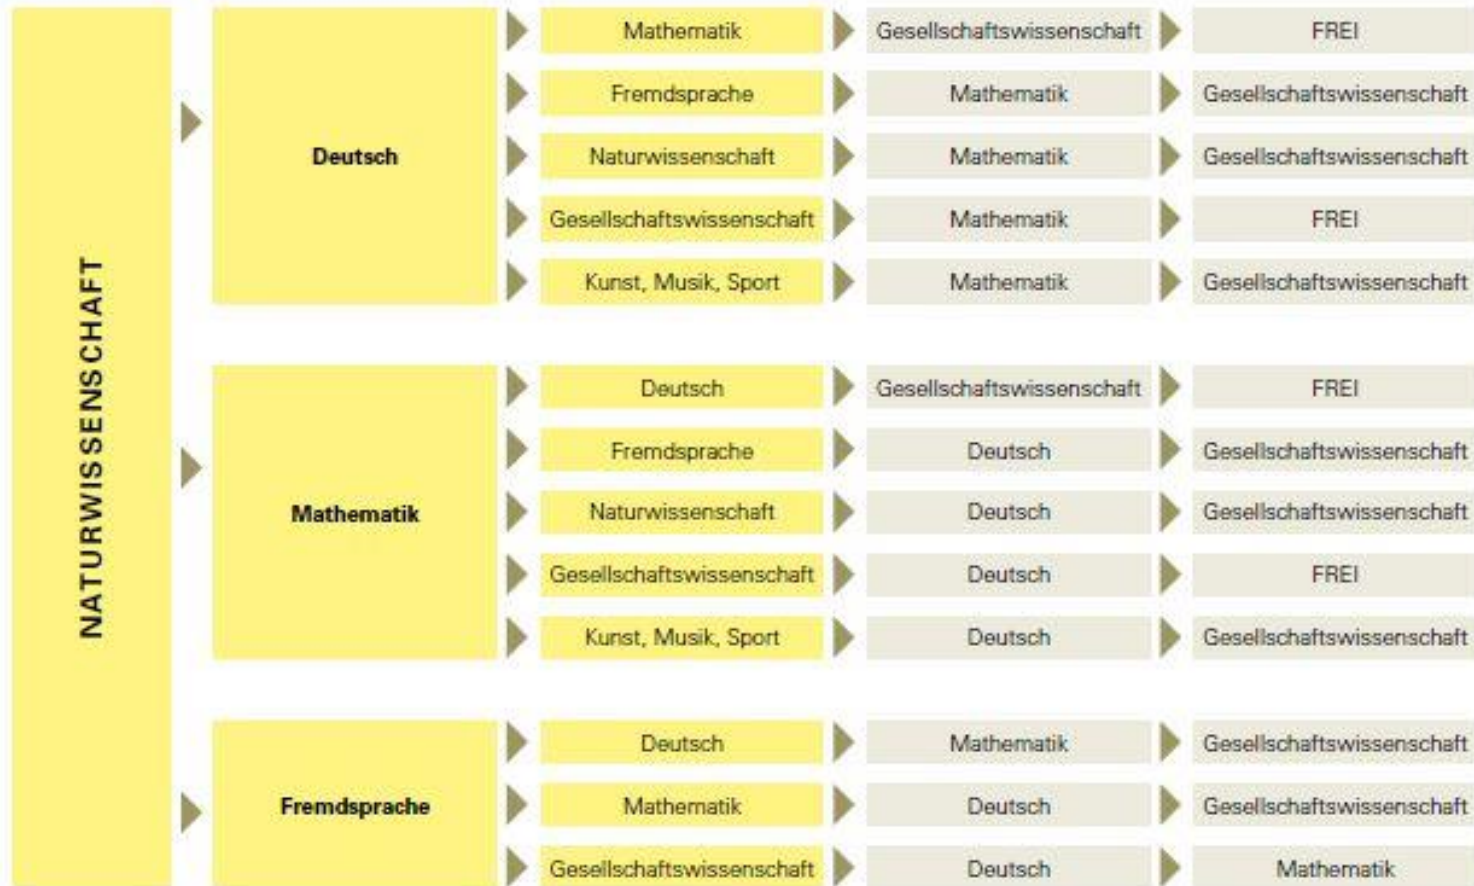 NATURWISSENSCHAFT
Deutsch
Mathematik Gesellschaftswissenschaft FREI
Fremdsprache Mathematik Gesellschaftswissenschaft
Naturwissenschaft Mathematik Gesellschaftswissenschaft
Gesellschaftswissenschaft Mathematik FREI
Kunst, Musik, Sport Mathematik Gesellschaftswissenschaft
Mathematik
Deutsch Gesellschaftswissenschaft FREI
Fremdsprache Deutsch Gesellschaftswissenschaft
Naturwissenschaft Deutsch Gesellschaftswissenschaft
Gesellschaftswissenschaft Deutsch FREI
Kunst, Musik, Sport Deutsch Gesellschaftswissenschaft
Fremdsprache
Deutsch Mathematik Gesellschaftswissenschaft
Mathematik Deutsch Gesellschaftswissenschaft
Gesellschaftswissenschaft Deutsch Mathematik